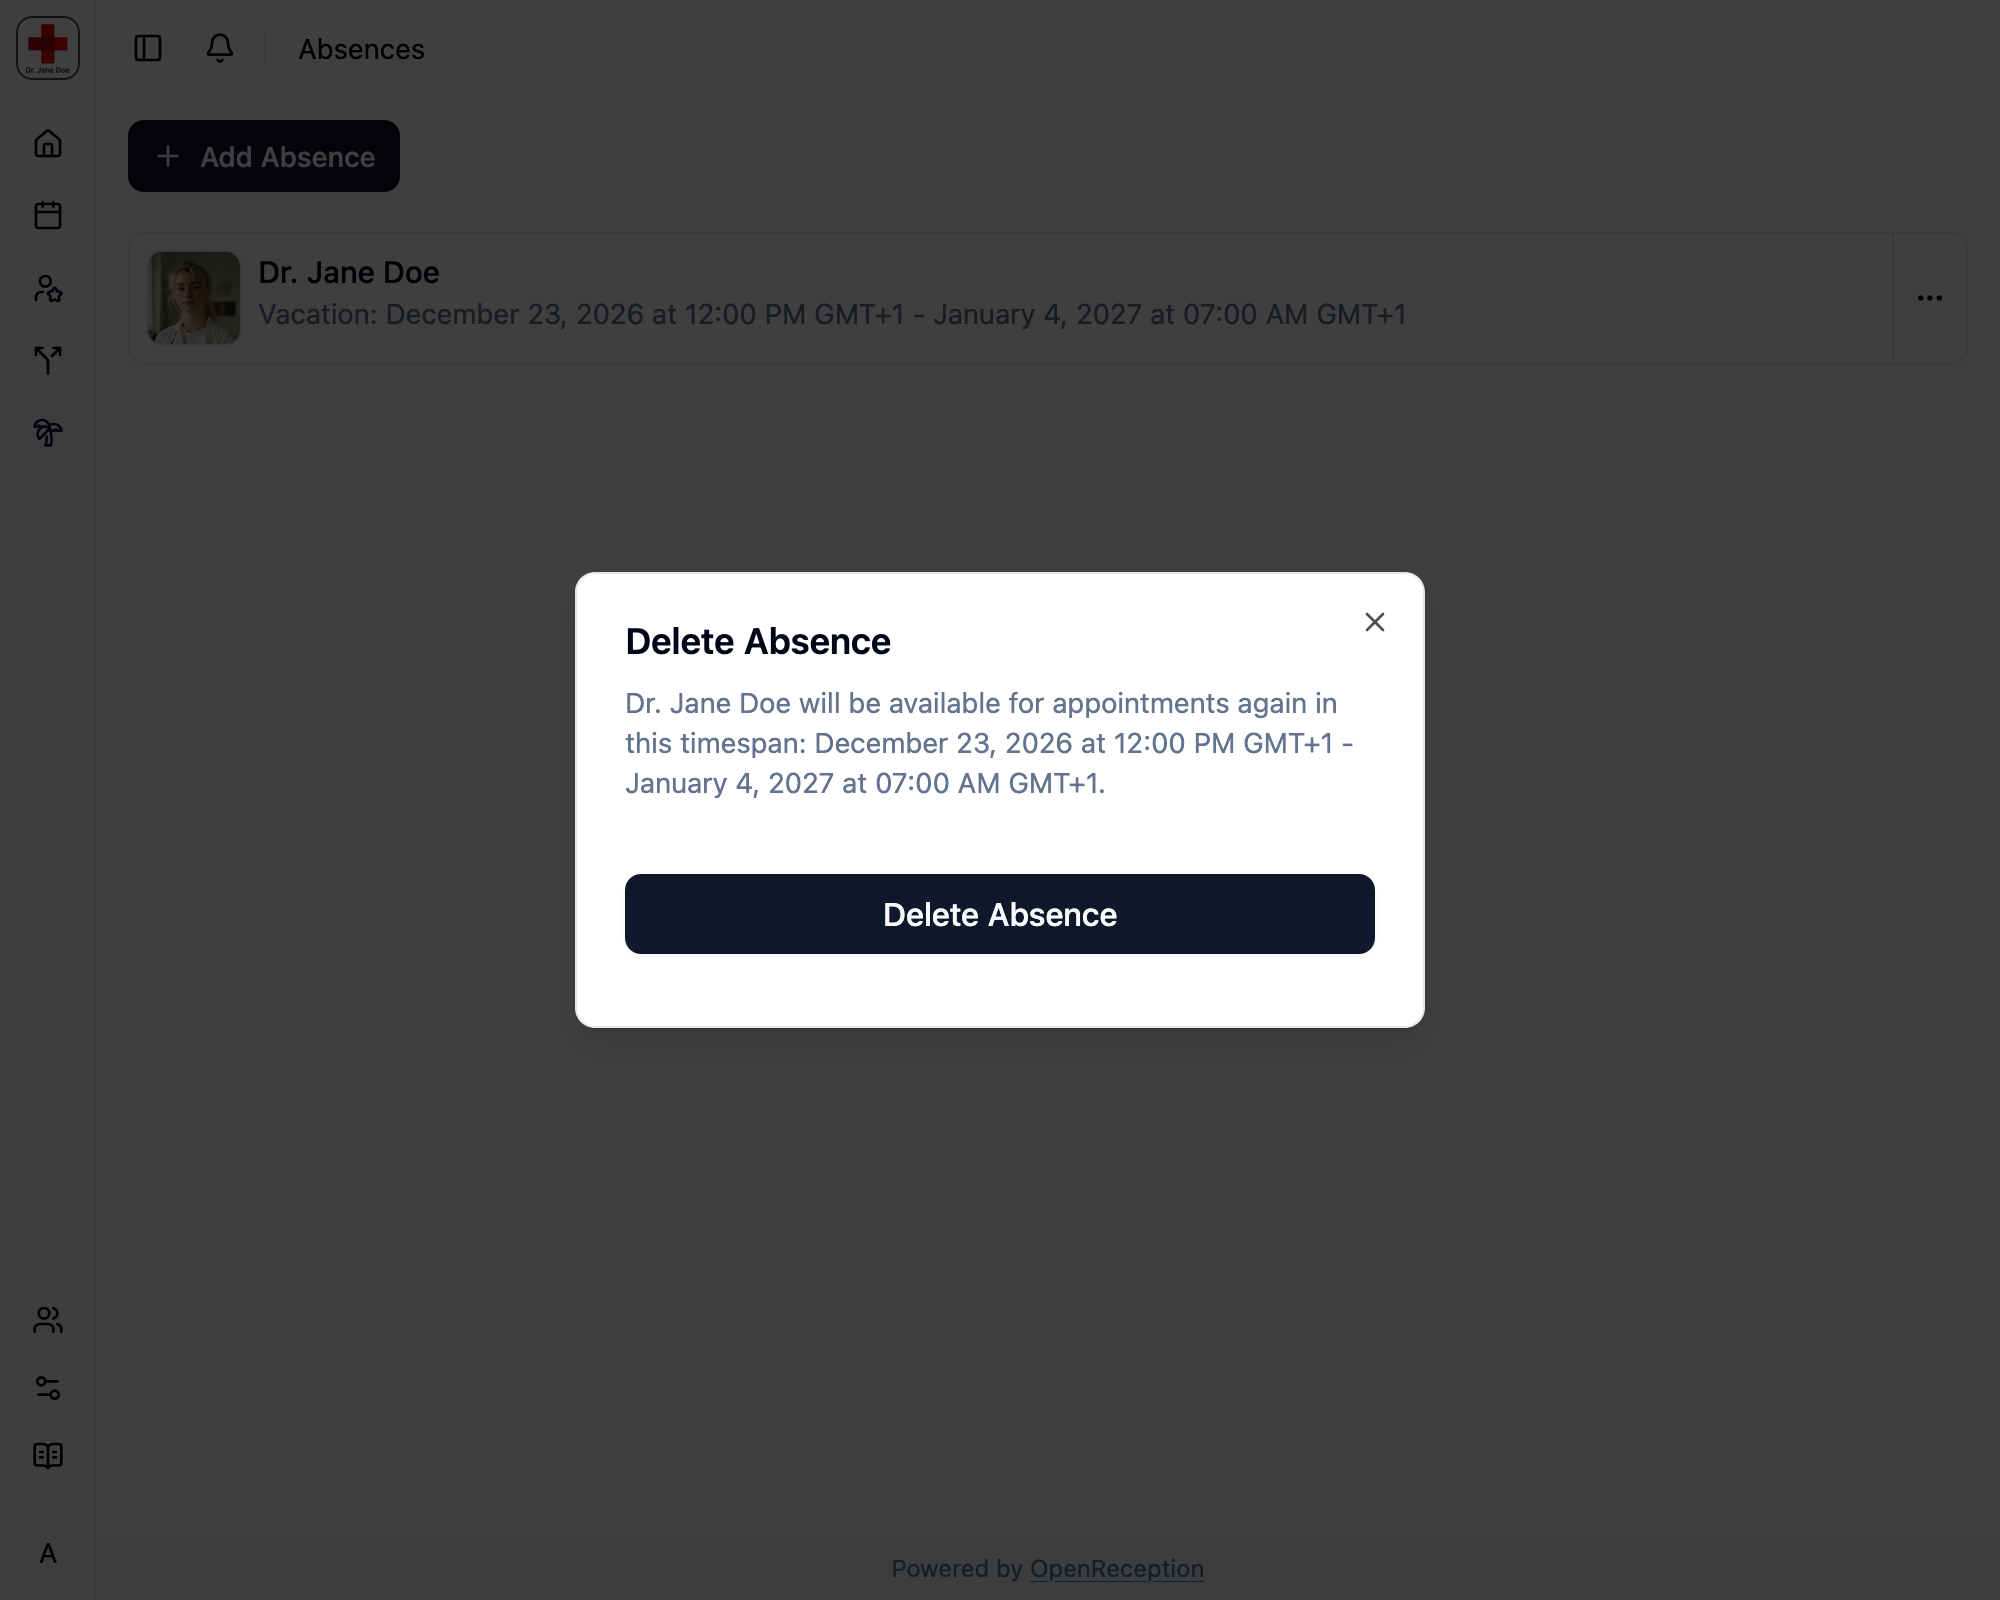 Dr. Jane Doe
Absences
Add Absence
Dr. Jane Doe
Vacation: December 23, 2026 at 12:00 PM GMT+1 - January 4, 2027 at 07:00 AM GMT+1
Delete Absence
Dr. Jane Doe will be available for appointments again in
this timespan: December 23, 2026 at 12:00 PM GMT+1 -
January 4, 2027 at 07:00 AM GMT+1.
Delete Absence
A
Powered by OpenReception